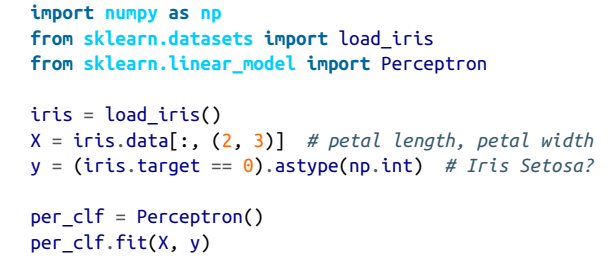 import numpy as np
from sklearn.datasets import load_iris
from sklearn.linear_model import Perceptron
iris = load_iris()
X = iris.data[:, (2, 3)]  # petal length, petal width
y = (iris.target == 0).astype(np.int)  # Iris Setosa?
per_clf = Perceptron()
per_clf.fit(X, y)